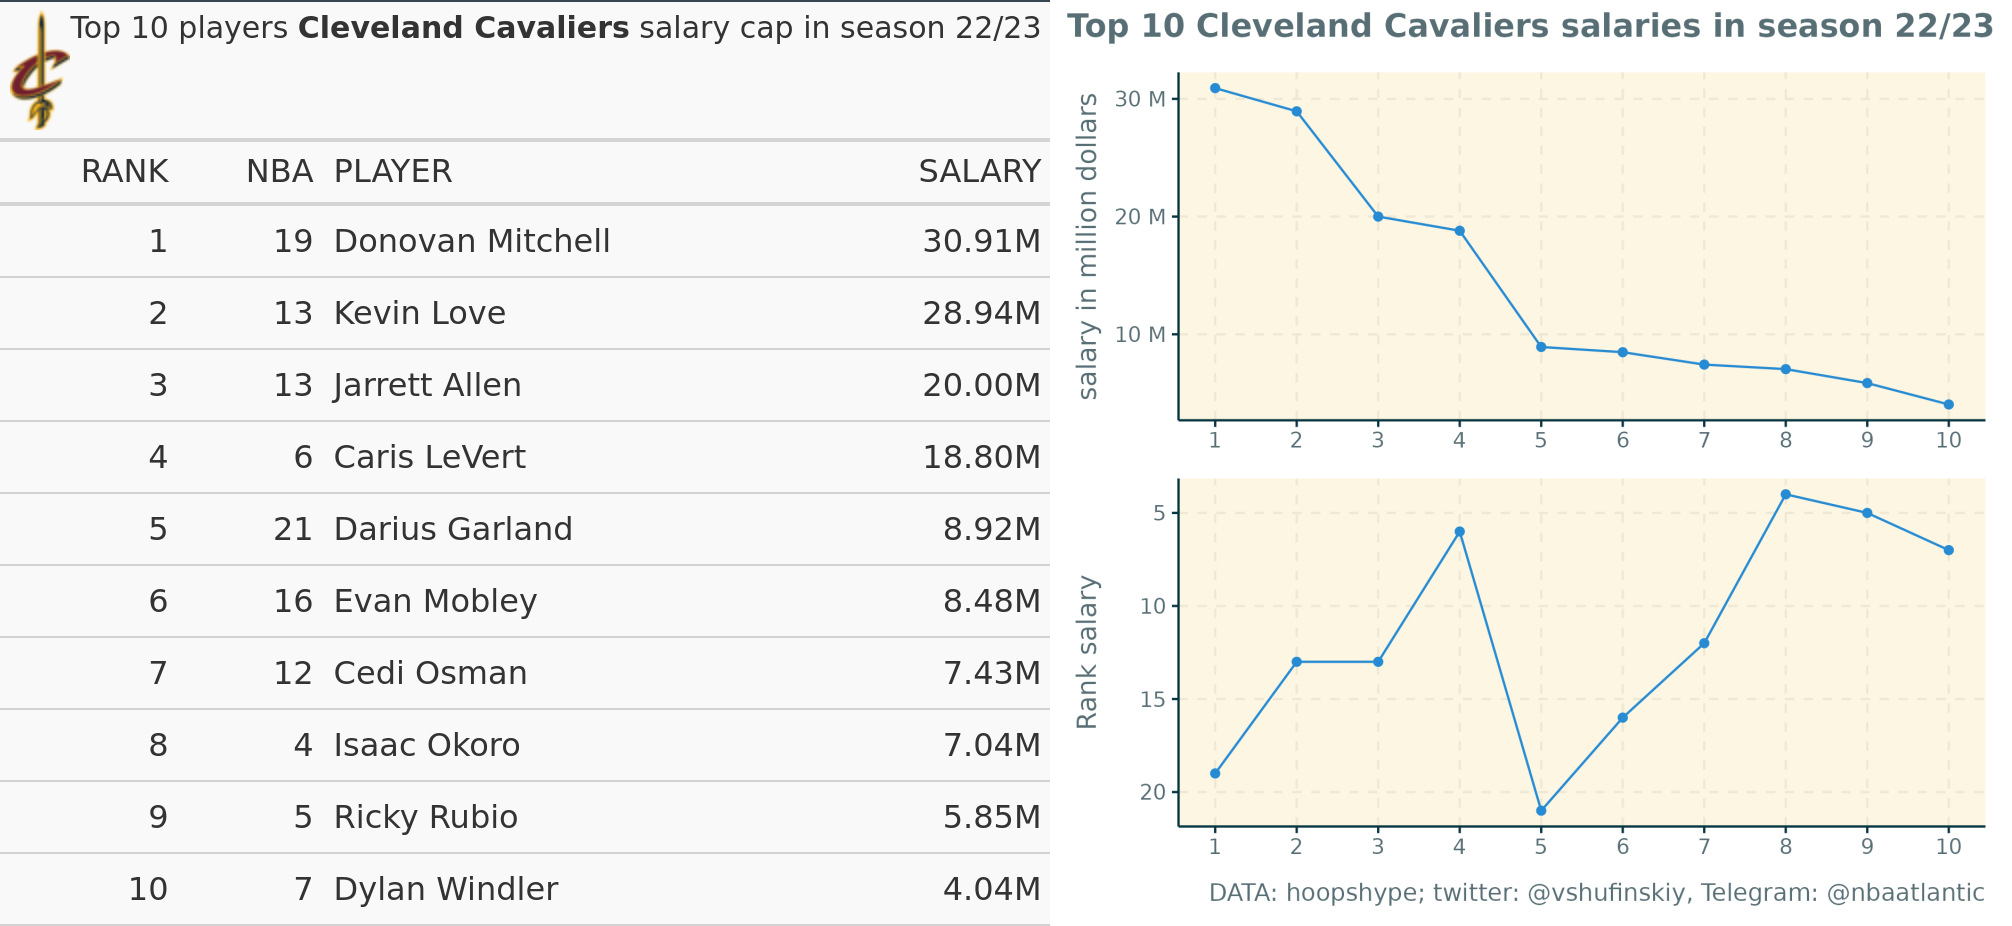 Top 10 players Cleveland Cavaliers salary cap in season 22/23
RANK NBA PLAYER SALARY
1 19 Donovan Mitchell 30.91M
2 13 Kevin Love 28.94M
3 13 Jarrett Allen 20.00M
4 6 Caris LeVert 18.80M
5 21 Darius Garland 8.92M
6 16 Evan Mobley 8.48M
7 12 Cedi Osman 7.43M
8 4 Isaac Okoro 7.04M
9 5 Ricky Rubio 5.85M
10 7 Dylan Windler 4.04M
Top 10 Cleveland Cavaliers salaries in season 22/23
salary in million dollars
30 M
20 M
10 M
1 2 3 4 5 6 7 8 9 10
Rank salary
5
10
15
20
1 2 3 4 5 6 7 8 9 10
DATA: hoopshype; twitter: @vshufinskiy, Telegram: @nbaatlantic